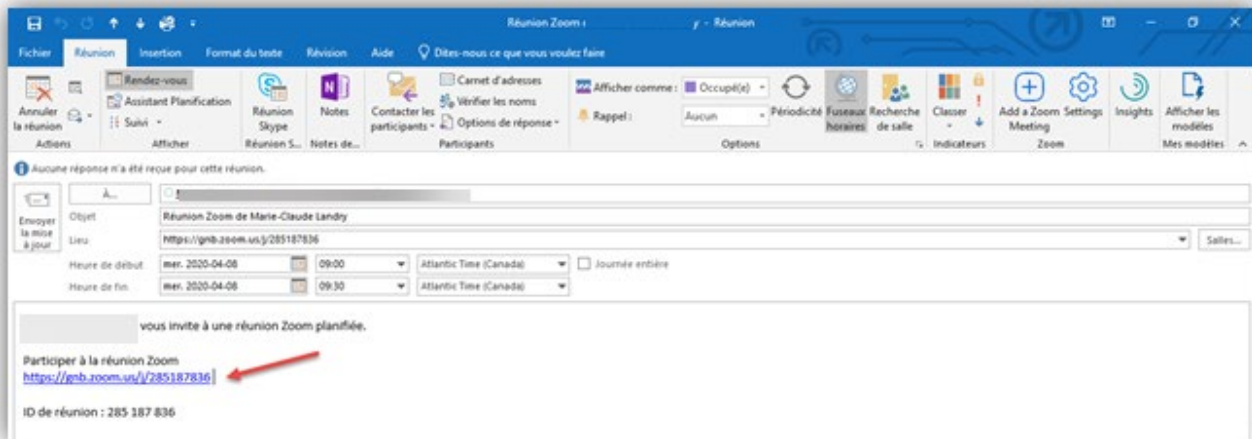 Réunion Zoom
y - Réunion
Fichier Réunion Insertion Format du texte Révision Aide Dites-nous ce que vous voulez faire
Annuler la réunion
Actions
Rendez-vous
Assistant Planification
Suivi
Afficher
Réunion Skype
Réunion S...
Notes
Notes de...
Contacter les participants
Carnet d'adresses
Vérifier les noms
Options de réponse
Participants
Afficher comme : Occupé(e)
Rappel : Aucun
Périodicité
Fuseaux horaires
Recherche de salle
Options
Classer
Indicateurs
Add a Zoom Meeting
Settings
Zoom
Insights
Afficher les modèles
Mes modèles
Aucune réponse n'a été reçue pour cette réunion.
Envoyer la mise à jour
À...
Objet Réunion Zoom de Marie-Claude Landry
Lieu https://gnb.zoom.us/j/285187836 Salles...
Heure de début mer. 2020-04-08 09:00 Atlantic Time (Canada) Journée entière
Heure de fin mer. 2020-04-08 09:30 Atlantic Time (Canada)
vous invite à une réunion Zoom planifiée.
Participer à la réunion Zoom
https://gnb.zoom.us/j/285187836
ID de réunion : 285 187 836